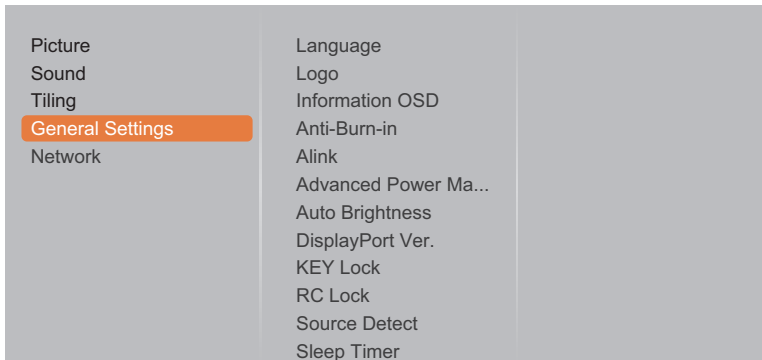 Picture
Sound
Tiling
General Settings
Network
Language
Logo
Information OSD
Anti-Burn-in
Alink
Advanced Power Ma...
Auto Brightness
DisplayPort Ver.
KEY Lock
RC Lock
Source Detect
Sleep Timer